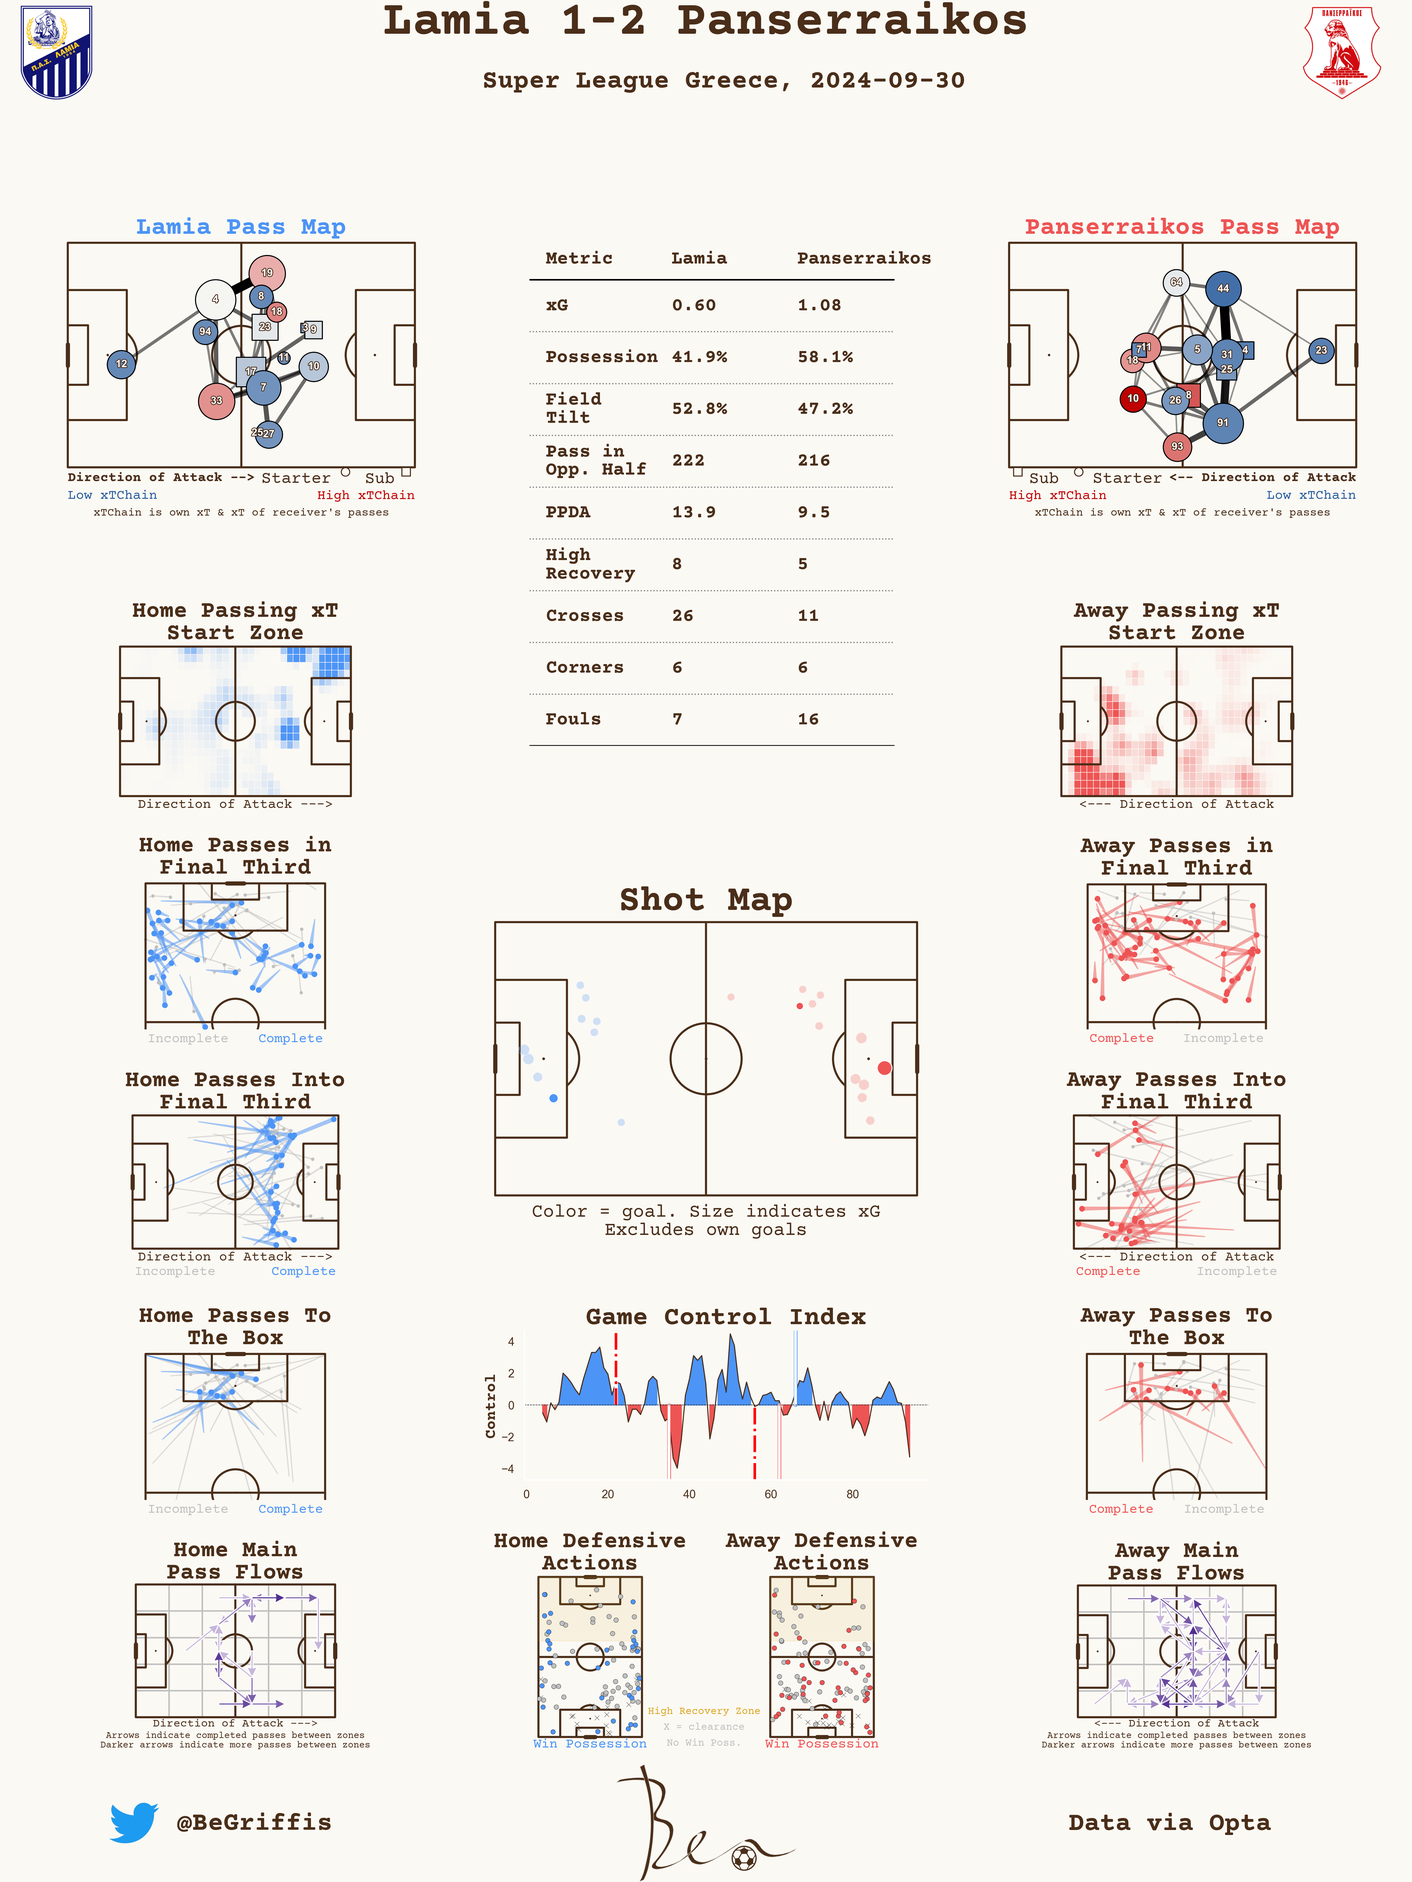 Lamia 1-2 Panserraikos
Super League Greece, 2024-09-30
Π.Α.Σ. ΛΑΜΙΑ
1964
ΠΑΝΣΕΡΡΑΪΚΟΣ
-1946-
Lamia Pass Map
19
4
8
18
94
23
3
9
12
17
11
10
7
33
25
27
Direction of Attack --> Starter Sub
Low xTChain High xTChain
xTChain is own xT & xT of receiver's passes
Metric Lamia Panserraikos
xG 0.60 1.08
Possession 41.9% 58.1%
Field
Tilt 52.8% 47.2%
Pass in
Opp. Half 222 216
PPDA 13.9 9.5
High
Recovery 8 5
Crosses 26 11
Corners 6 6
Fouls 7 16
Panserraikos Pass Map
64
44
7
11
18
5
31
4
25
23
10
8
26
91
93
Sub Starter <-- Direction of Attack
High xTChain Low xTChain
xTChain is own xT & xT of receiver's passes
Home Passing xT
Start Zone
Direction of Attack --->
Away Passing xT
Start Zone
<--- Direction of Attack
Home Passes in
Final Third
Incomplete Complete
Away Passes in
Final Third
Complete Incomplete
Shot Map
Color = goal. Size indicates xG
Excludes own goals
Home Passes Into
Final Third
Direction of Attack --->
Incomplete Complete
Away Passes Into
Final Third
<--- Direction of Attack
Complete Incomplete
Home Passes To
The Box
Incomplete Complete
Game Control Index
Control
4
2
0
−2
−4
0 20 40 60 80
Away Passes To
The Box
Complete Incomplete
Home Main
Pass Flows
Direction of Attack --->
Arrows indicate completed passes between zones
Darker arrows indicate more passes between zones
Home Defensive
Actions
Win Possession
Away Defensive
Actions
Win Possession
High Recovery Zone
X = clearance
No Win Poss.
Away Main
Pass Flows
<--- Direction of Attack
Arrows indicate completed passes between zones
Darker arrows indicate more passes between zones
@BeGriffis
Ben
Data via Opta